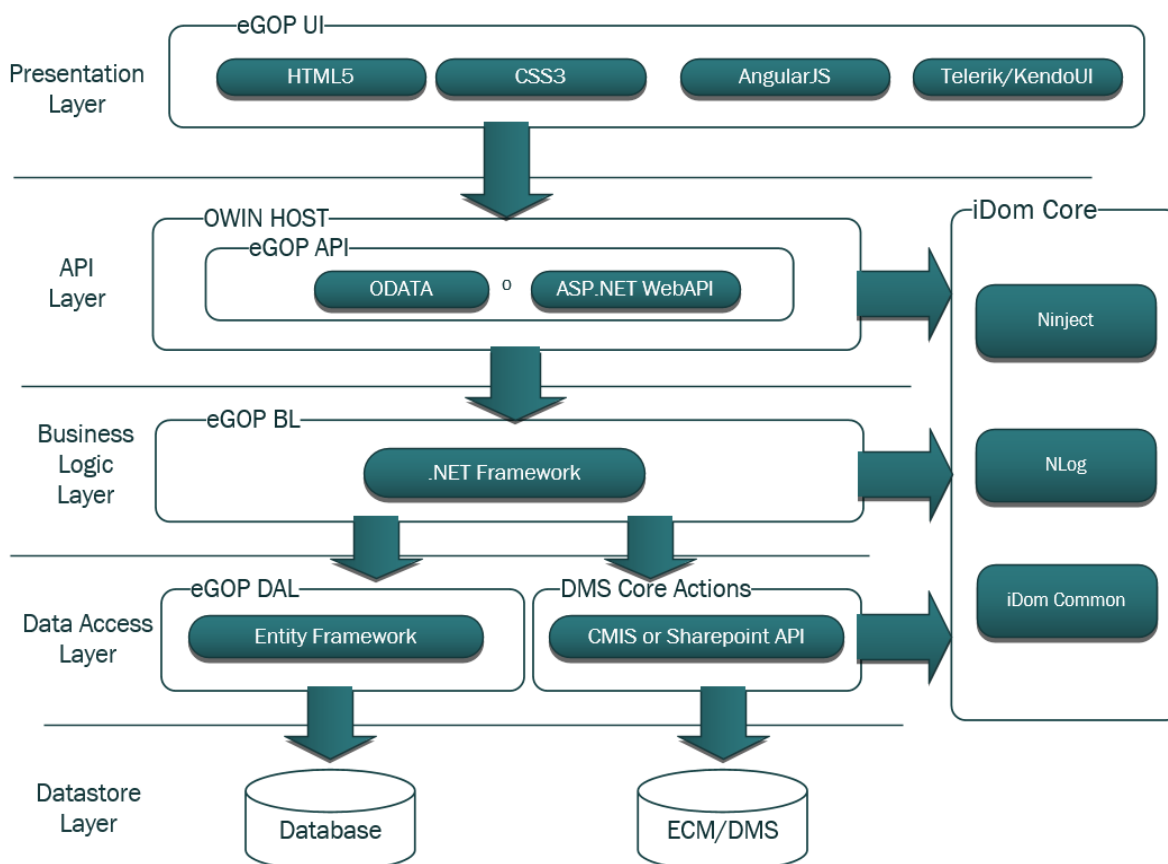 eGOP UI
Presentation
Layer
HTML5
CSS3
AngularJS
Telerik/KendoUI
OWIN HOST
eGOP API
API
Layer
ODATA
o
ASP.NET WebAPI
iDom Core
Ninject
NLog
iDom Common
eGOP BL
Business
Logic
Layer
.NET Framework
eGOP DAL
DMS Core Actions
Data Access
Layer
Entity Framework
CMIS or Sharepoint API
Datastore
Layer
Database
ECM/DMS